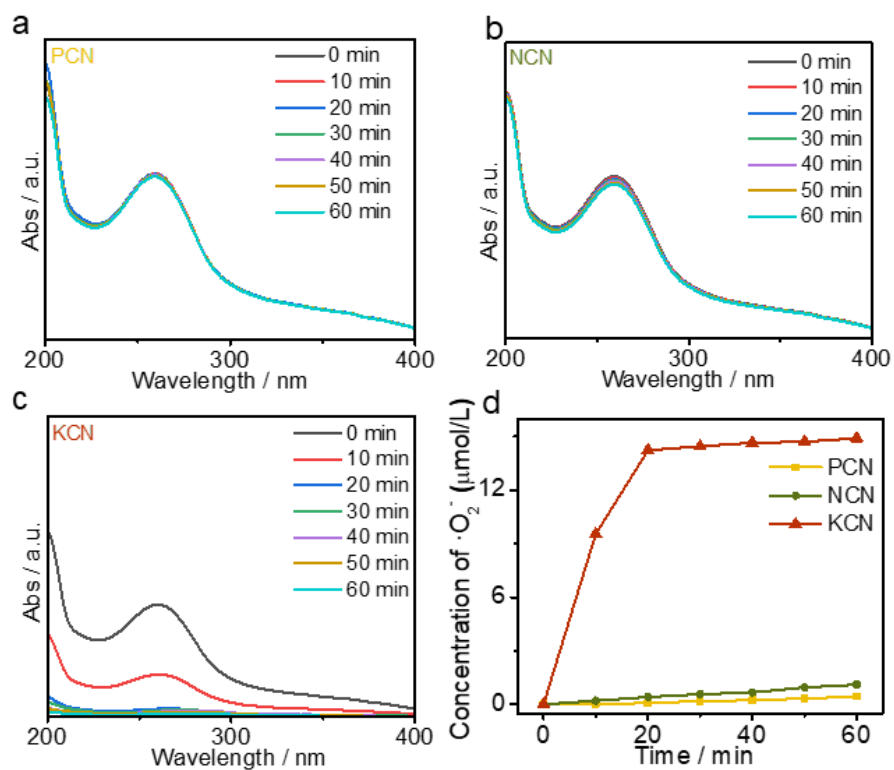 a
PCN
0 min
10 min
20 min
30 min
40 min
50 min
60 min
Abs / a.u.
200
300
400
Wavelength / nm
b
NCN
0 min
10 min
20 min
30 min
40 min
50 min
60 min
Abs / a.u.
200
300
400
Wavelength / nm
c
KCN
0 min
10 min
20 min
30 min
40 min
50 min
60 min
Abs / a.u.
200
300
400
Wavelength / nm
d
PCN
NCN
KCN
Concentration of ·O₂⁻ (μmol/L)
12
6
0
0
20
40
60
Time / min